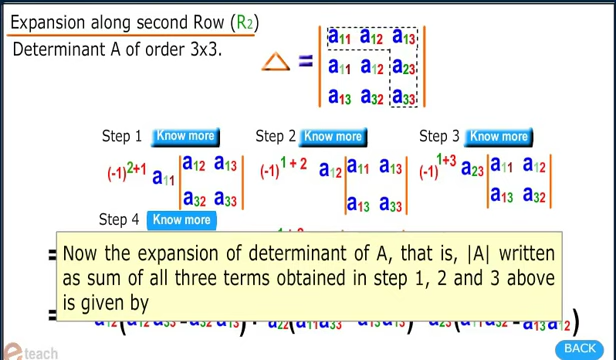 Expansion along second Row (R2)
Determinant A of order 3x3.
△ = | a11 a12 a13 |
| a11 a12 a23 |
| a13 a32 a33 |
Step 1 Know more Step 2 Know more Step 3 Know more
(-1)^2+1 a11 | a12 a13 | (-1)^1+2 a12 | a11 a13 | (-1)^1+3 a23 | a11 a12 |
| a32 a33 | | a13 a33 | | a13 a32 |
Step 4 Know more
Now the expansion of determinant of A, that is, |A| written
as sum of all three terms obtained in step 1, 2 and 3 above
is given by
eteach
BACK